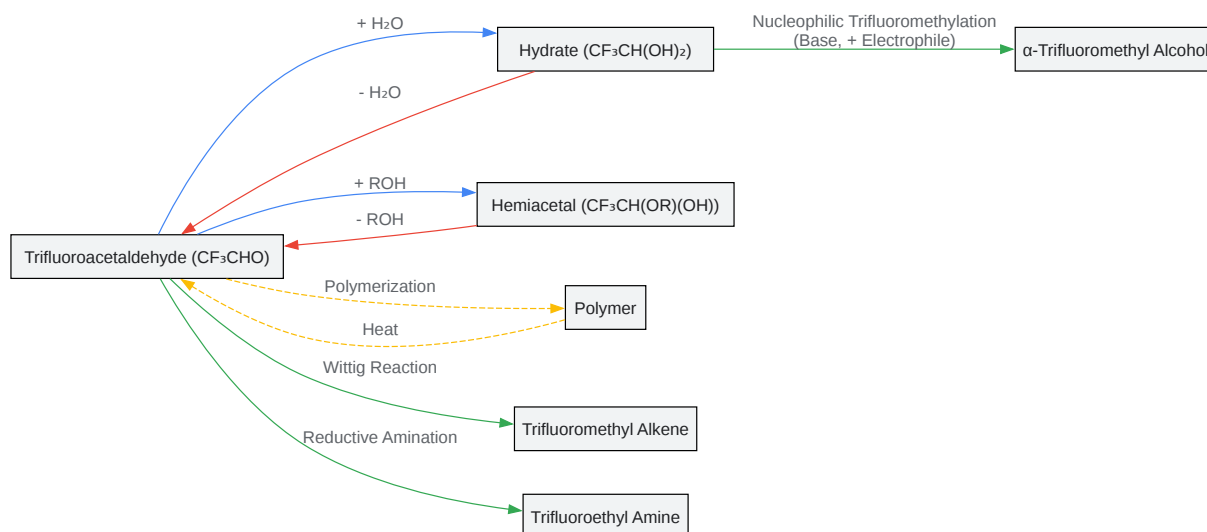 + H₂O
Nucleophilic Trifluoromethylation
(Base, + Electrophile)
Hydrate (CF₃CH(OH)₂)
α-Trifluoromethyl Alcohol
- H₂O
+ ROH
Hemiacetal (CF₃CH(OR)(OH))
- ROH
Trifluoroacetaldehyde (CF₃CHO)
Polymerization
Polymer
Heat
Wittig Reaction
Trifluoromethyl Alkene
Reductive Amination
Trifluoroethyl Amine